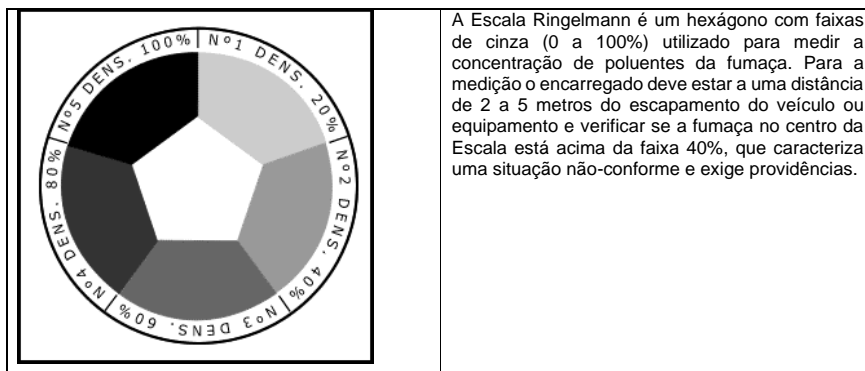 Nº1 DENS. 20%
Nº2 DENS. 40%
Nº3 DENS. 60%
Nº4 DENS. 80%
Nº5 DENS. 100%
A Escala Ringelmann é um hexágono com faixas
de cinza (0 a 100%) utilizado para medir a
concentração de poluentes da fumaça. Para a
medição o encarregado deve estar a uma distância
de 2 a 5 metros do escapamento do veículo ou
equipamento e verificar se a fumaça no centro da
Escala está acima da faixa 40%, que caracteriza
uma situação não-conforme e exige providências.